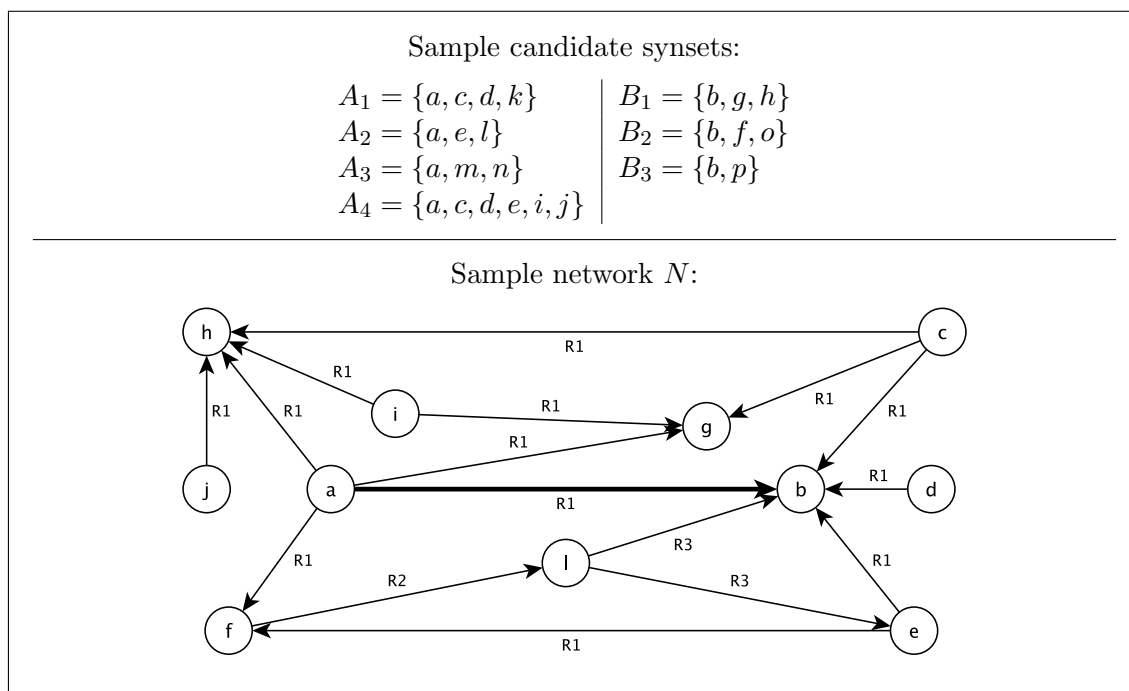 Sample candidate synsets:
A1 = {a, c, d, k}
A2 = {a, e, l}
A3 = {a, m, n}
A4 = {a, c, d, e, i, j}
B1 = {b, g, h}
B2 = {b, f, o}
B3 = {b, p}
Sample network N:
h
c
R1
R1
i
R1
g
R1
R1
R1
R1
R1
j
a
b
R1
d
R1
R3
l
R1
R2
R3
R1
f
e
R1